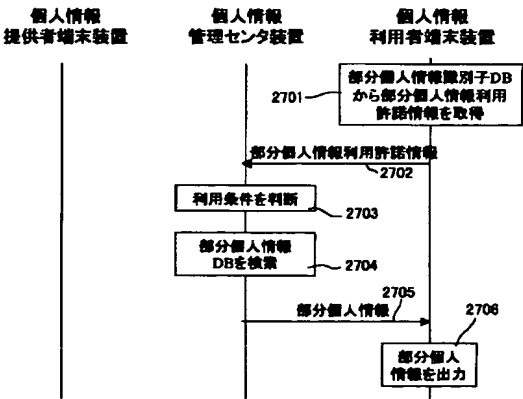 個人情報
提供者端末装置
個人情報
管理センタ装置
個人情報
利用者端末装置
2701
部分個人情報識別子DB
から部分個人情報利用
許諾情報を取得
部分個人情報利用許諾情報
2702
利用条件を判断
2703
部分個人情報
DBを検索
2704
部分個人情報
2705
2706
部分個人
情報を出力